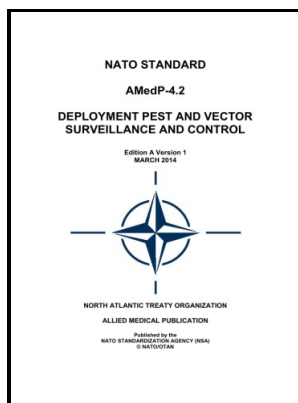 NATO STANDARD
AMedP-4.2
DEPLOYMENT PEST AND VECTOR
SURVEILLANCE AND CONTROL
Edition A Version 1
MARCH 2014
NORTH ATLANTIC TREATY ORGANIZATION
ALLIED MEDICAL PUBLICATION
Published by the
NATO STANDARDIZATION AGENCY (NSA)
© NATO/OTAN